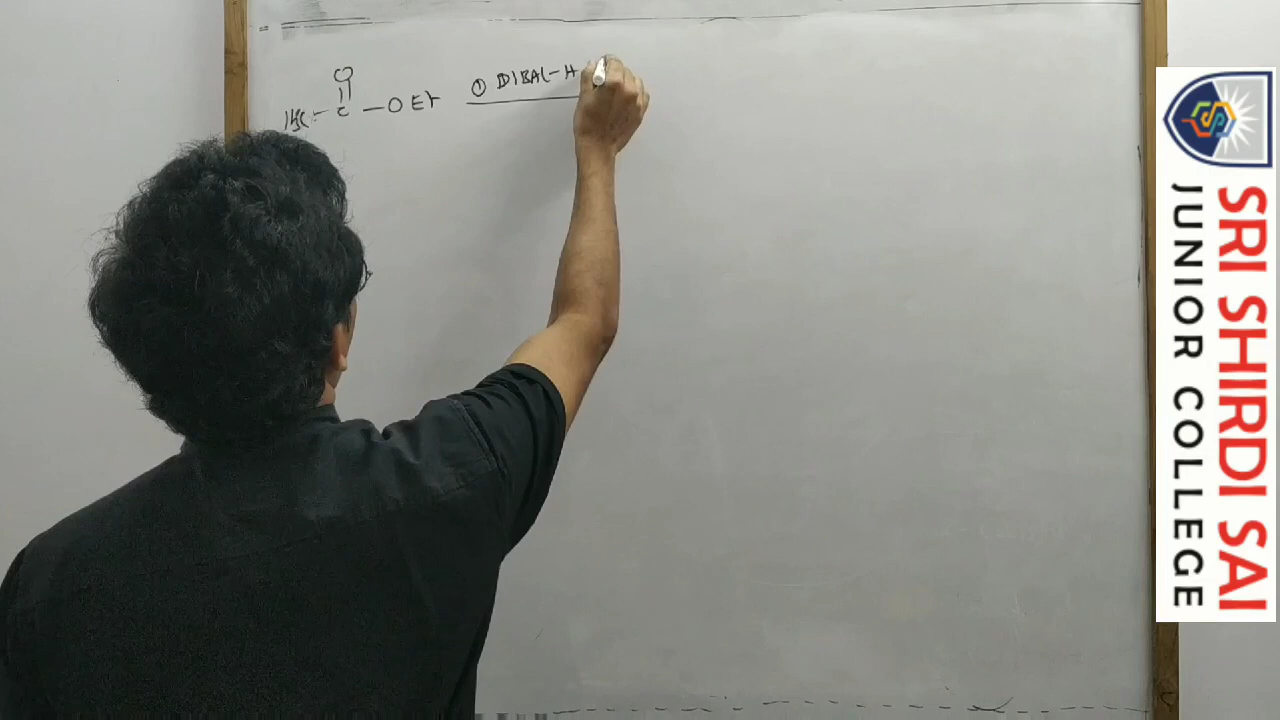 O
H₃C - C - OEt ① DIBAL-H
SRI SHIRDI SAI
JUNIOR COLLEGE